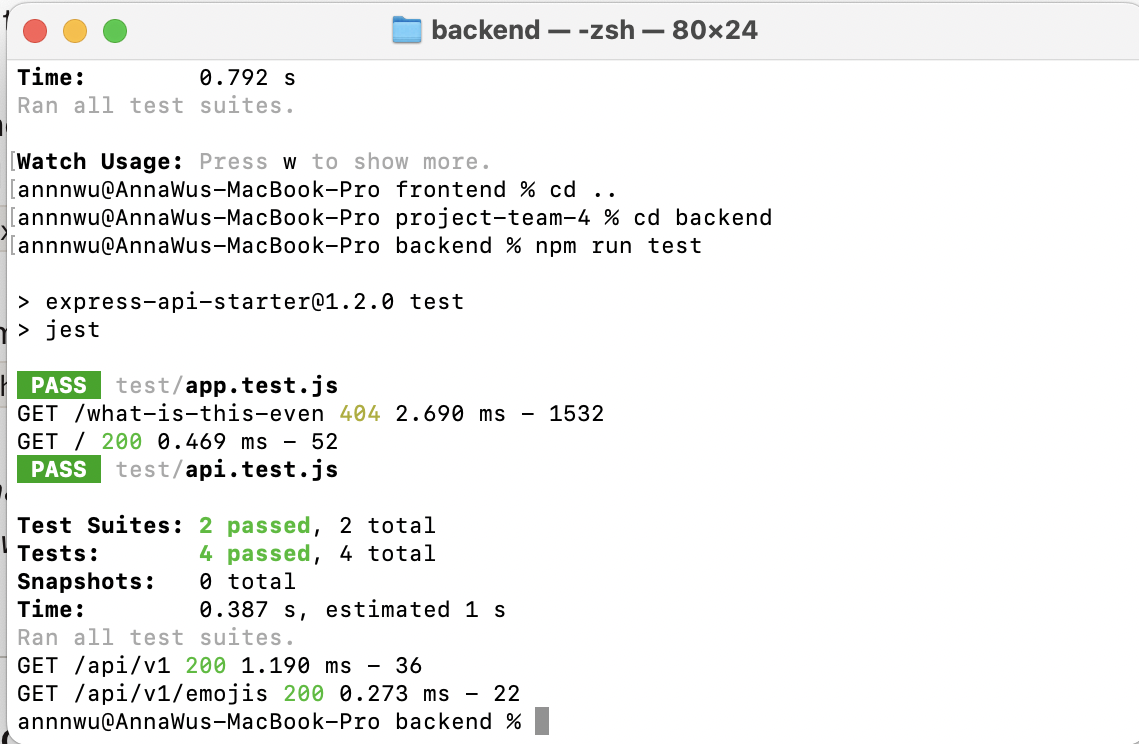 backend — -zsh — 80×24
Time:        0.792 s
Ran all test suites.
Watch Usage: Press w to show more.
[annnwu@AnnaWus-MacBook-Pro frontend % cd ..
[annnwu@AnnaWus-MacBook-Pro project-team-4 % cd backend
[annnwu@AnnaWus-MacBook-Pro backend % npm run test
> express-api-starter@1.2.0 test
> jest
PASS test/app.test.js
GET /what-is-this-even 404 2.690 ms - 1532
GET / 200 0.469 ms - 52
PASS test/api.test.js
Test Suites: 2 passed, 2 total
Tests:       4 passed, 4 total
Snapshots:   0 total
Time:        0.387 s, estimated 1 s
Ran all test suites.
GET /api/v1 200 1.190 ms - 36
GET /api/v1/emojis 200 0.273 ms - 22
annnwu@AnnaWus-MacBook-Pro backend %